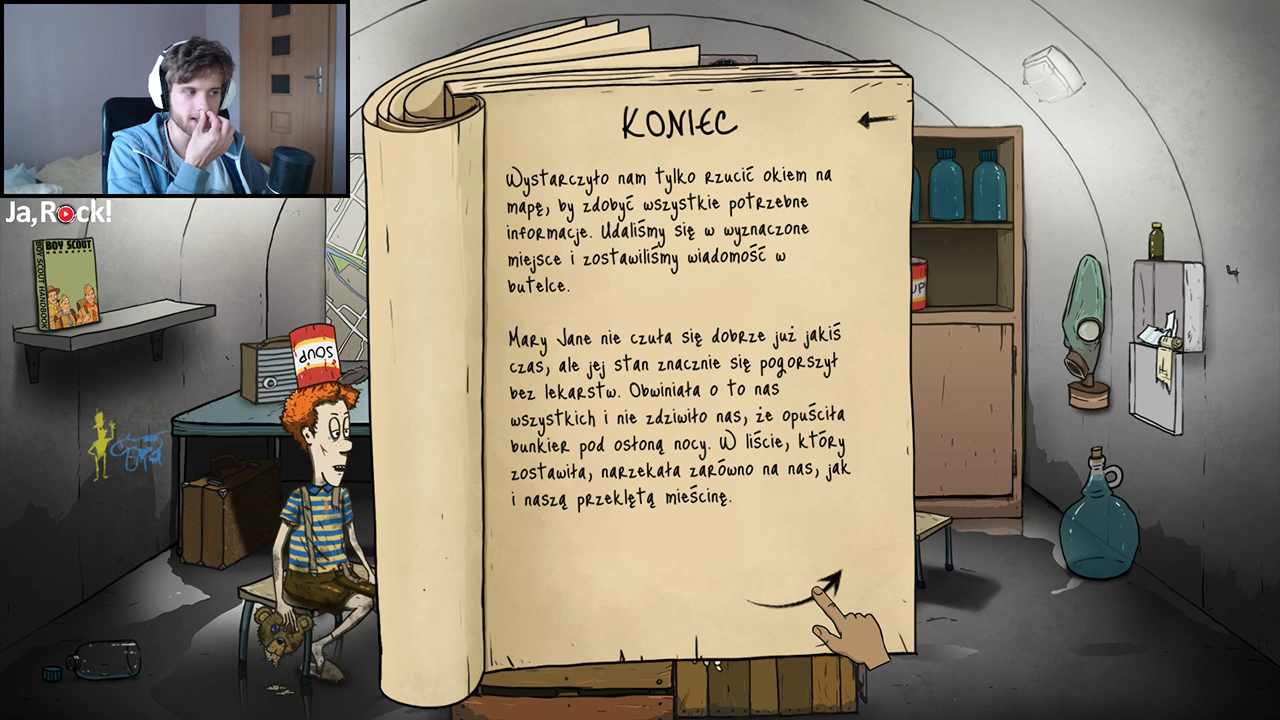 Ja, Rock!
BOY SCOUT
BOY SCOUT HANDBOOK
SOUP
KONIEC
Wystarczyło nam tylko rzucić okiem na
mapę, by zdobyć wszystkie potrzebne
informacje. Udaliśmy się w wyznaczone
miejsce i zostawiliśmy wiadomość w
butelce.
Mary Jane nie czuła się dobrze już jakiś
czas, ale jej stan znacznie się pogorszył
bez lekarstw. Obwiniała o to nas
wszystkich i nie zdziwiło nas, że opuściła
bunkier pod osłoną nocy. W liście, który
zostawiła, narzekała zarówno na nas, jak
i naszą przeklętą mieścinę.
UP